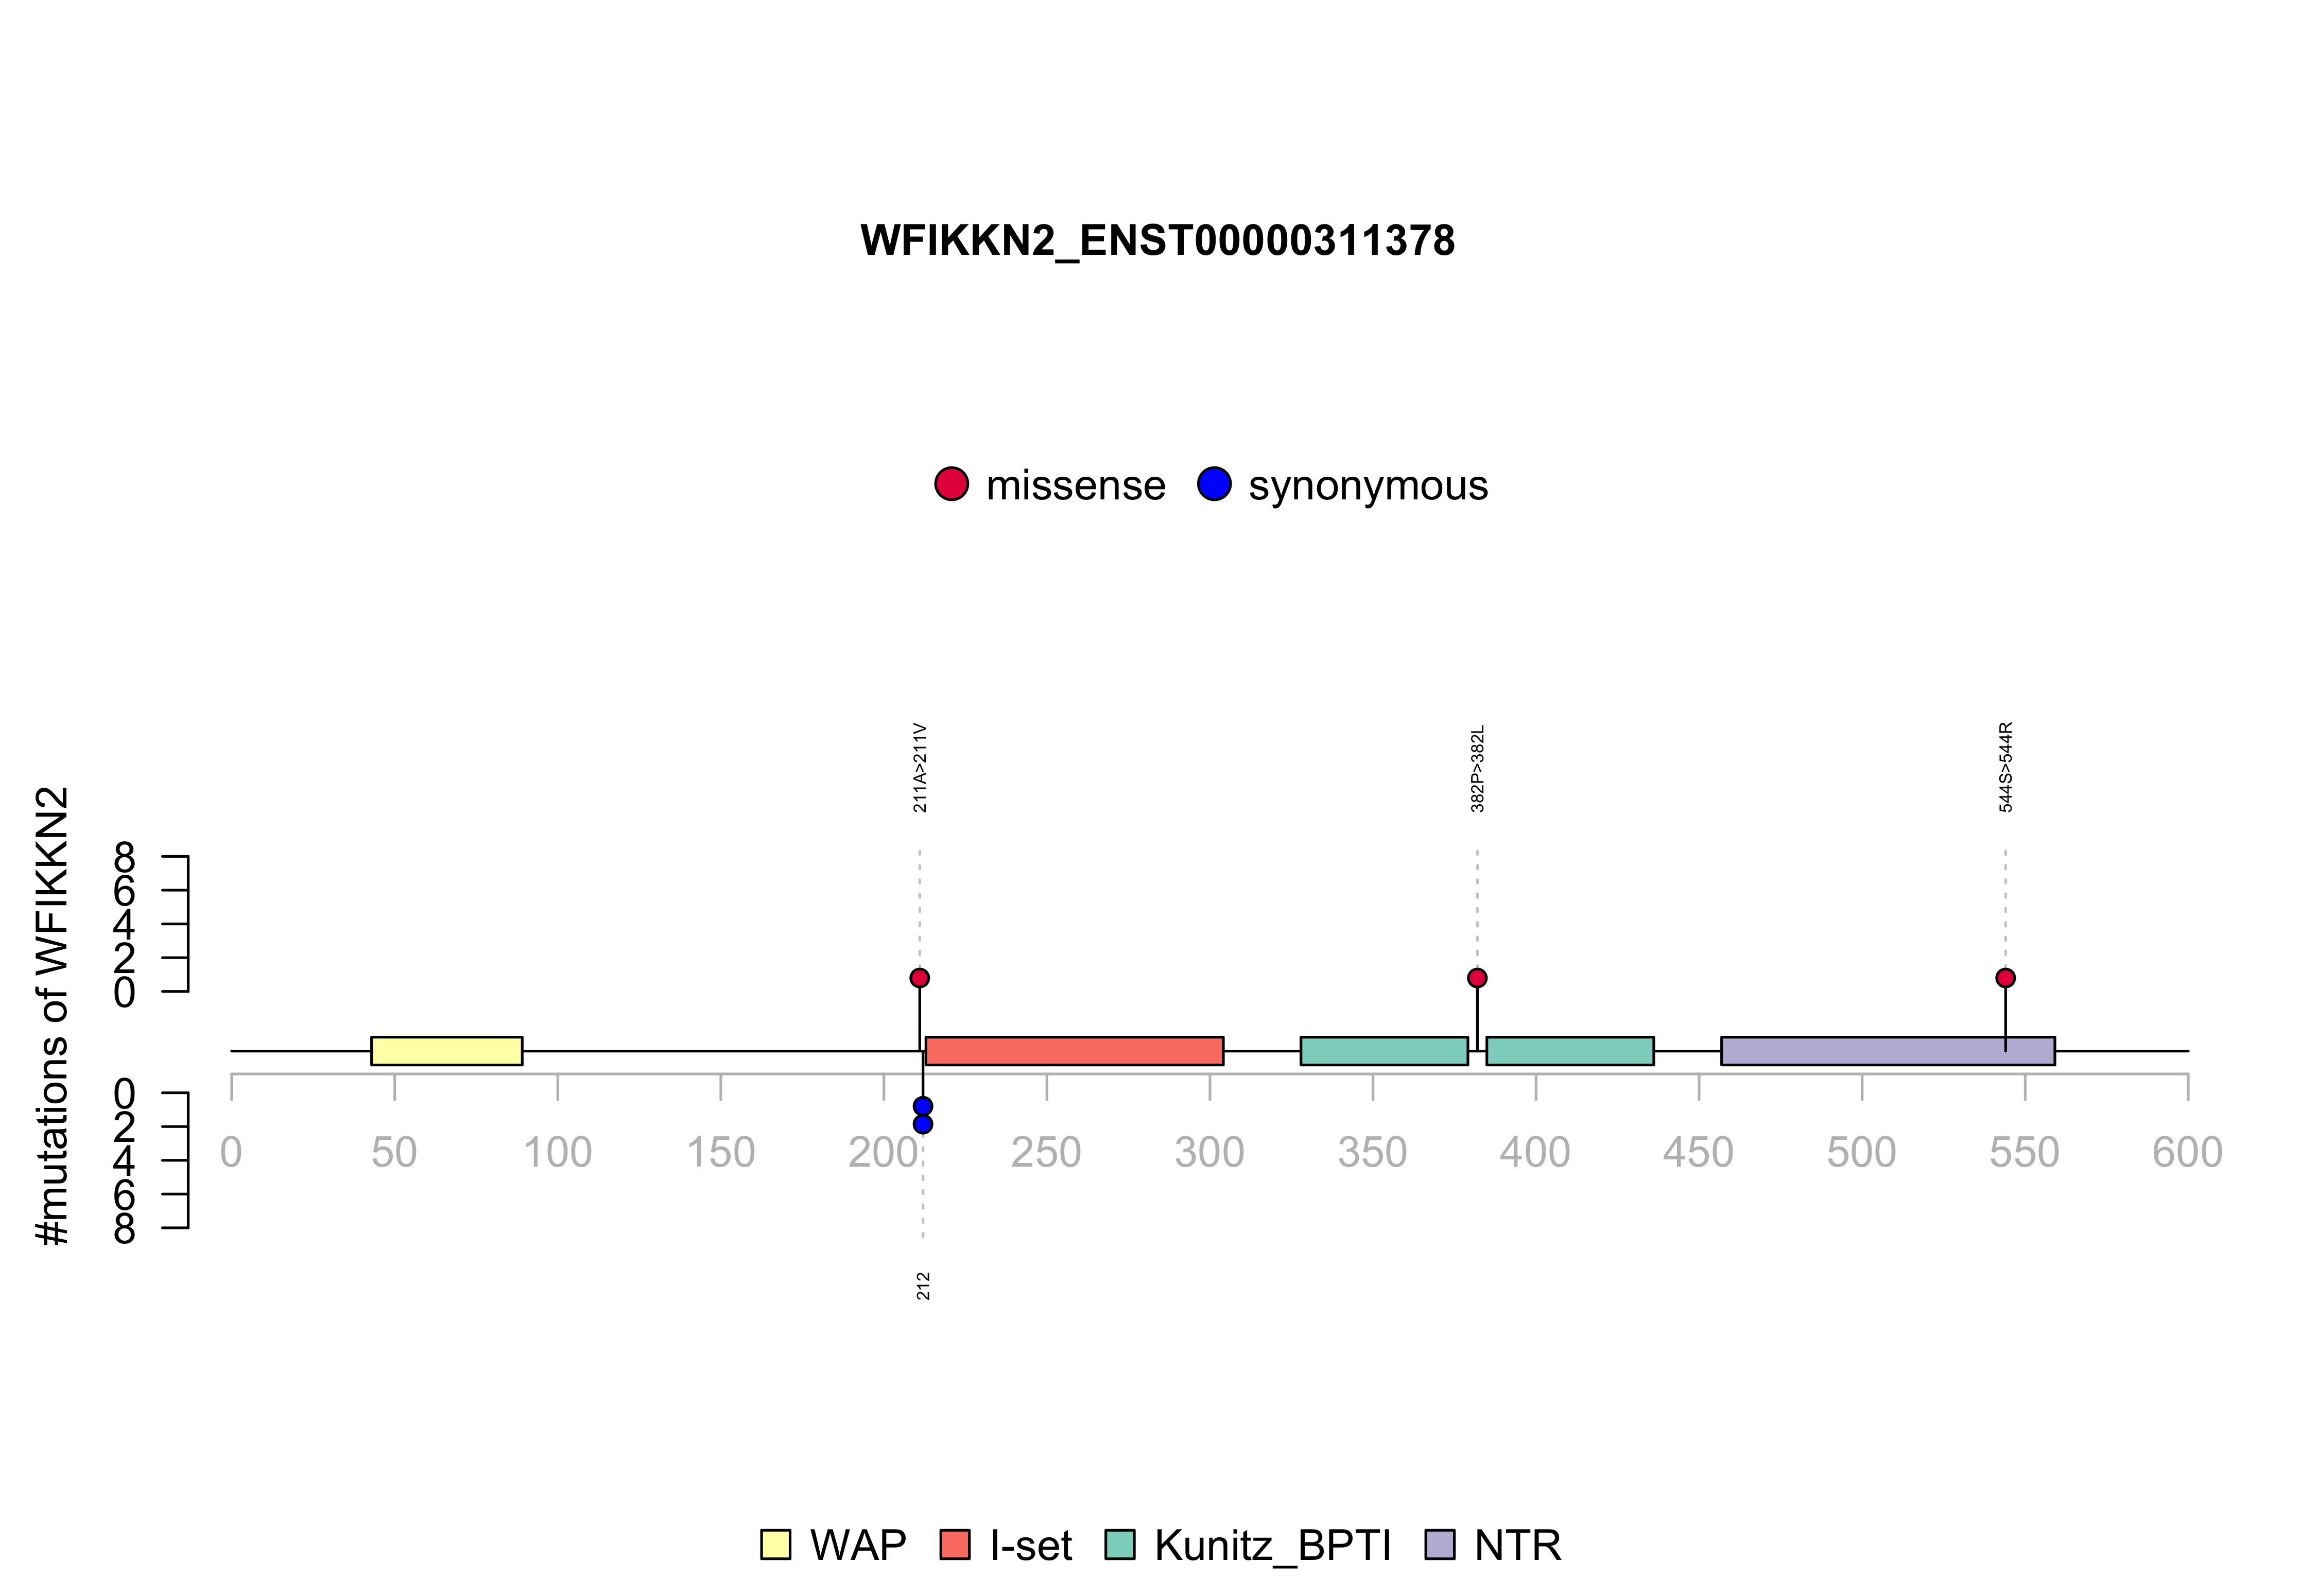 WFIKKN2_ENST00000311378
missense synonymous
211A>211V 382P>382L 544S>544R
#mutations of WFIKKN2
8
6
4
2
0
0
2
4
6
8
0 50 100 150 200 250 300 350 400 450 500 550 600
212
WAP I-set Kunitz_BPTI NTR